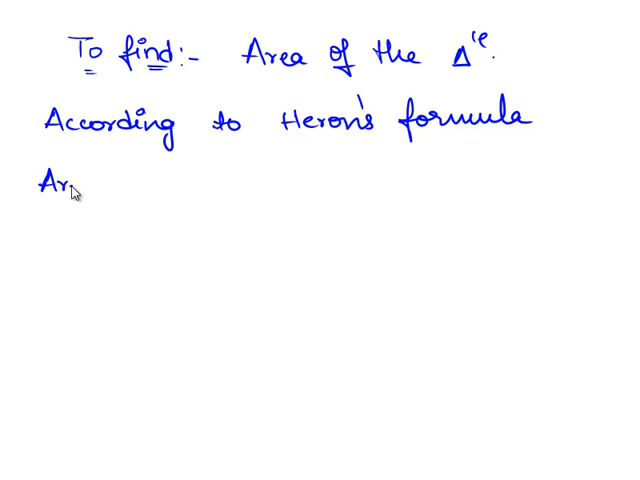 To find:- Area of the Δle.
According to Heron's formula
Ar